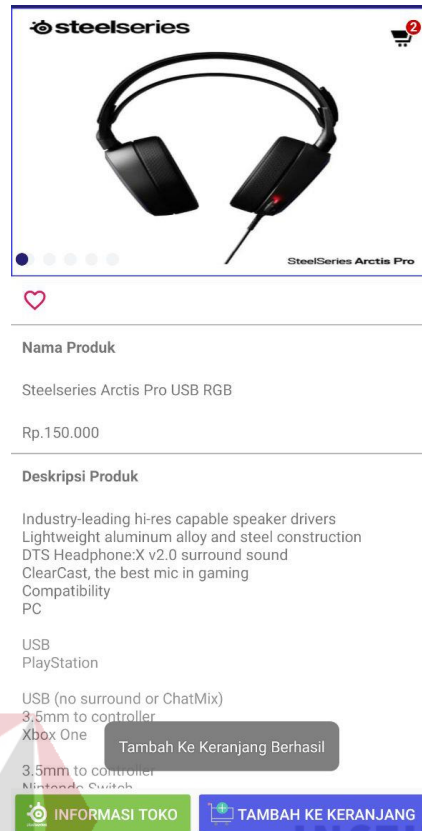 steelseries
2
SteelSeries Arctis Pro
Nama Produk
Steelseries Arctis Pro USB RGB
Rp.150.000
Deskripsi Produk
Industry-leading hi-res capable speaker drivers
Lightweight aluminum alloy and steel construction
DTS Headphone:X v2.0 surround sound
ClearCast, the best mic in gaming
Compatibility
PC
USB
PlayStation
USB (no surround or ChatMix)
3.5mm to controller
Xbox One
Tambah Ke Keranjang Berhasil
3.5mm to controller
Nintendo Switch
INFORMASI TOKO
TAMBAH KE KERANJANG